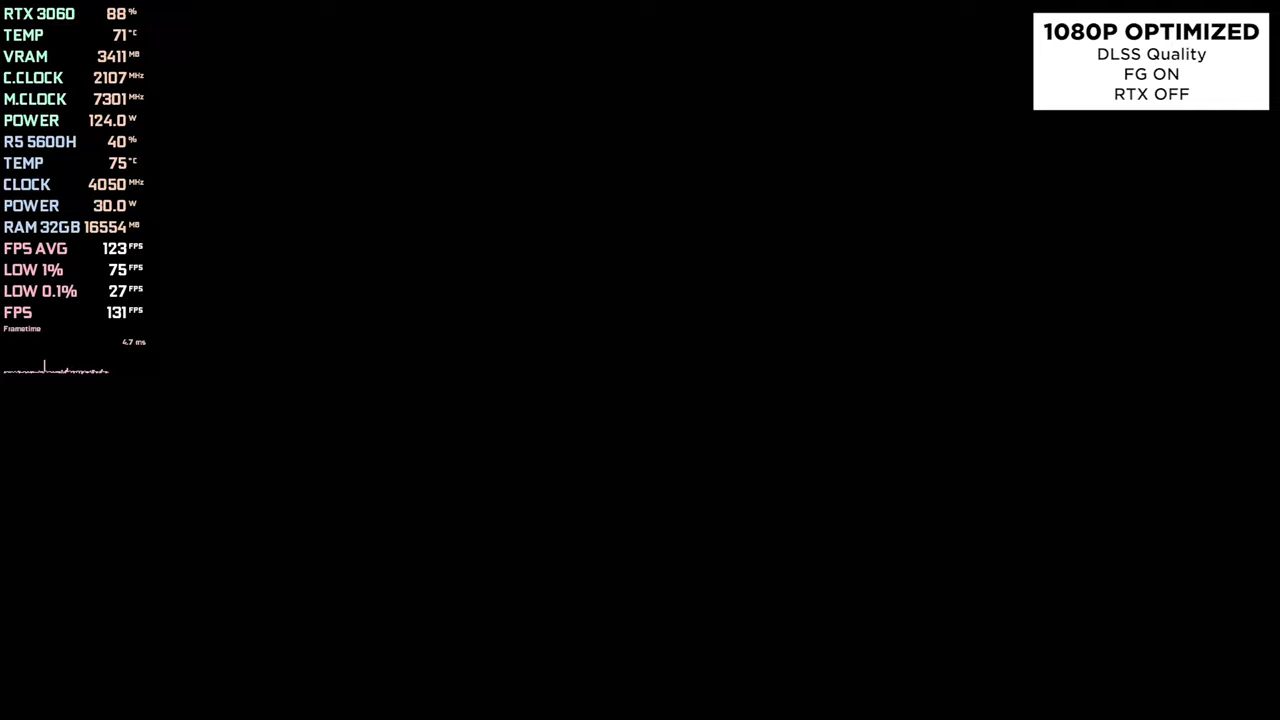 RTX 3060 88 %
TEMP 71 °C
VRAM 3411 MB
C.CLOCK 2107 MHz
M.CLOCK 7301 MHz
POWER 124.0 W
R5 5600H 40 %
TEMP 75 °C
CLOCK 4050 MHz
POWER 30.0 W
RAM 32GB 16554 MB
FPS AVG 123 FPS
LOW 1% 75 FPS
LOW 0.1% 27 FPS
FPS 131 FPS
Frametime
4.7 ms
1080P OPTIMIZED
DLSS Quality
FG ON
RTX OFF